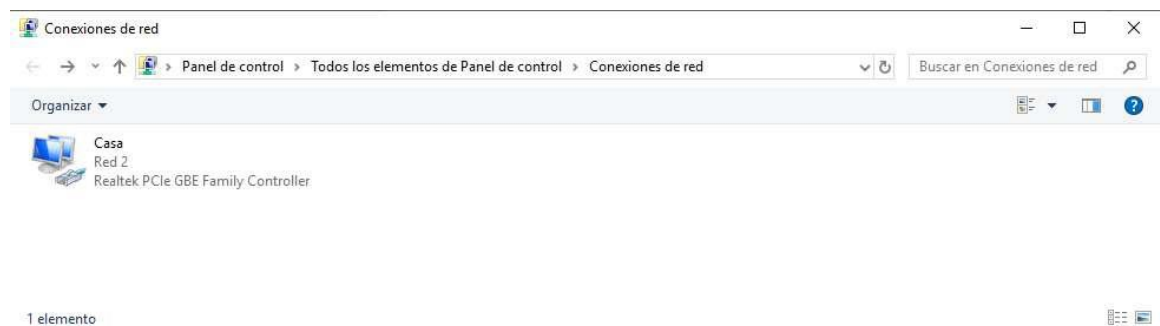 Conexiones de red
Panel de control > Todos los elementos de Panel de control > Conexiones de red
Buscar en Conexiones de red
Organizar
Casa
Red 2
Realtek PCIe GBE Family Controller
1 elemento